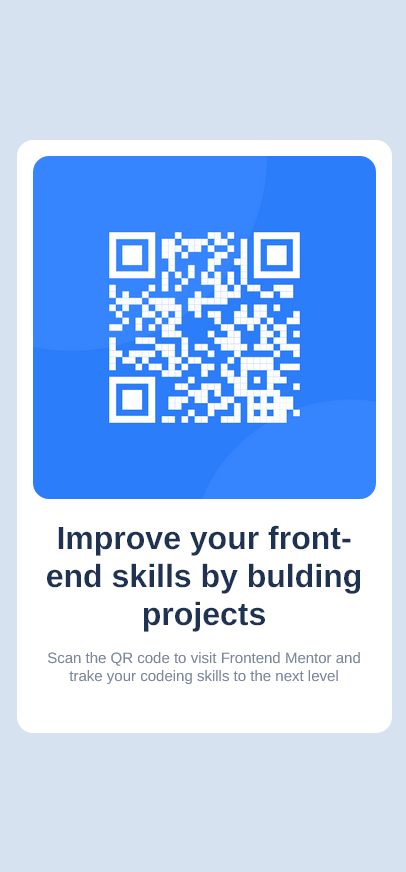 Improve your front-
end skills by bulding
projects
Scan the QR code to visit Frontend Mentor and
trake your codeing skills to the next level